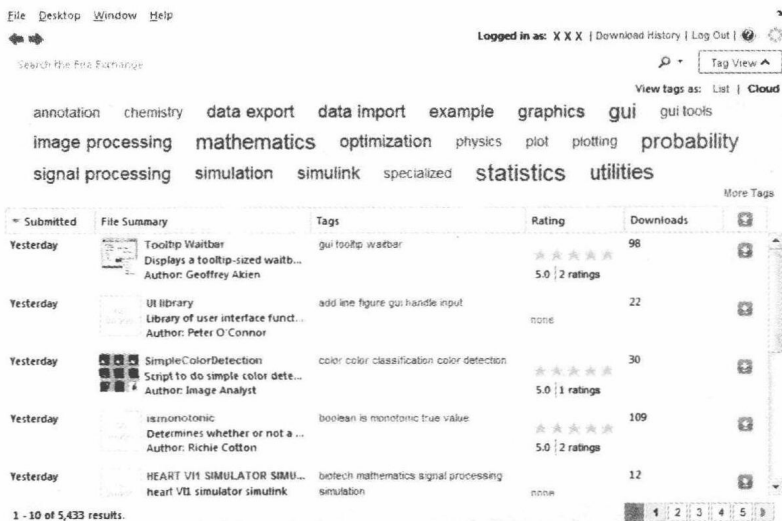 File Desktop Window Help
Logged in as: X X X | Download History | Log Out |
Search the File Exchange
Tag View
View tags as: List | Cloud
annotation chemistry data export data import example graphics gui gui tools
image processing mathematics optimization physics plot plotting probability
signal processing simulation simulink specialized statistics utilities
More Tags
Submitted File Summary Tags Rating Downloads
Yesterday Tooltip Waitbar gui tooltip waitbar 98
Displays a tooltip-sized waitb...
Author: Geoffrey Akien 5.0 | 2 ratings
Yesterday UI library add line figure gui handle input 22
Library of user interface funct... none
Author: Peter O'Connor
Yesterday SimpleColorDetection color color classification color detection 30
Script to do simple color dete...
Author: Image Analyst 5.0 | 1 ratings
Yesterday ismonotonic boolean is monotonic true value 109
Determines whether or not a ...
Author: Richie Cotton 5.0 | 2 ratings
Yesterday HEART VI1 SIMULATOR SIMU... biotech mathematics signal processing 12
heart VI1 simulator simulink simulation none
1 - 10 of 5,433 results. 1 2 3 4 5